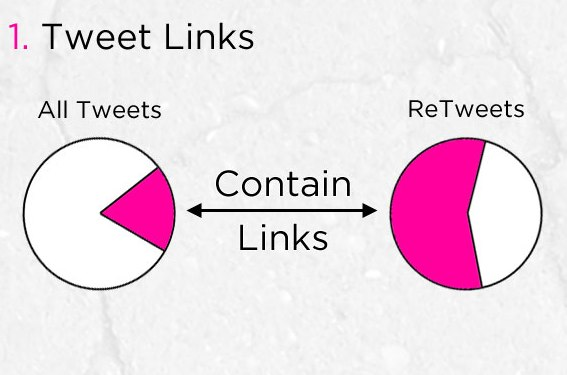 1. Tweet Links
All Tweets
ReTweets
Contain
Links